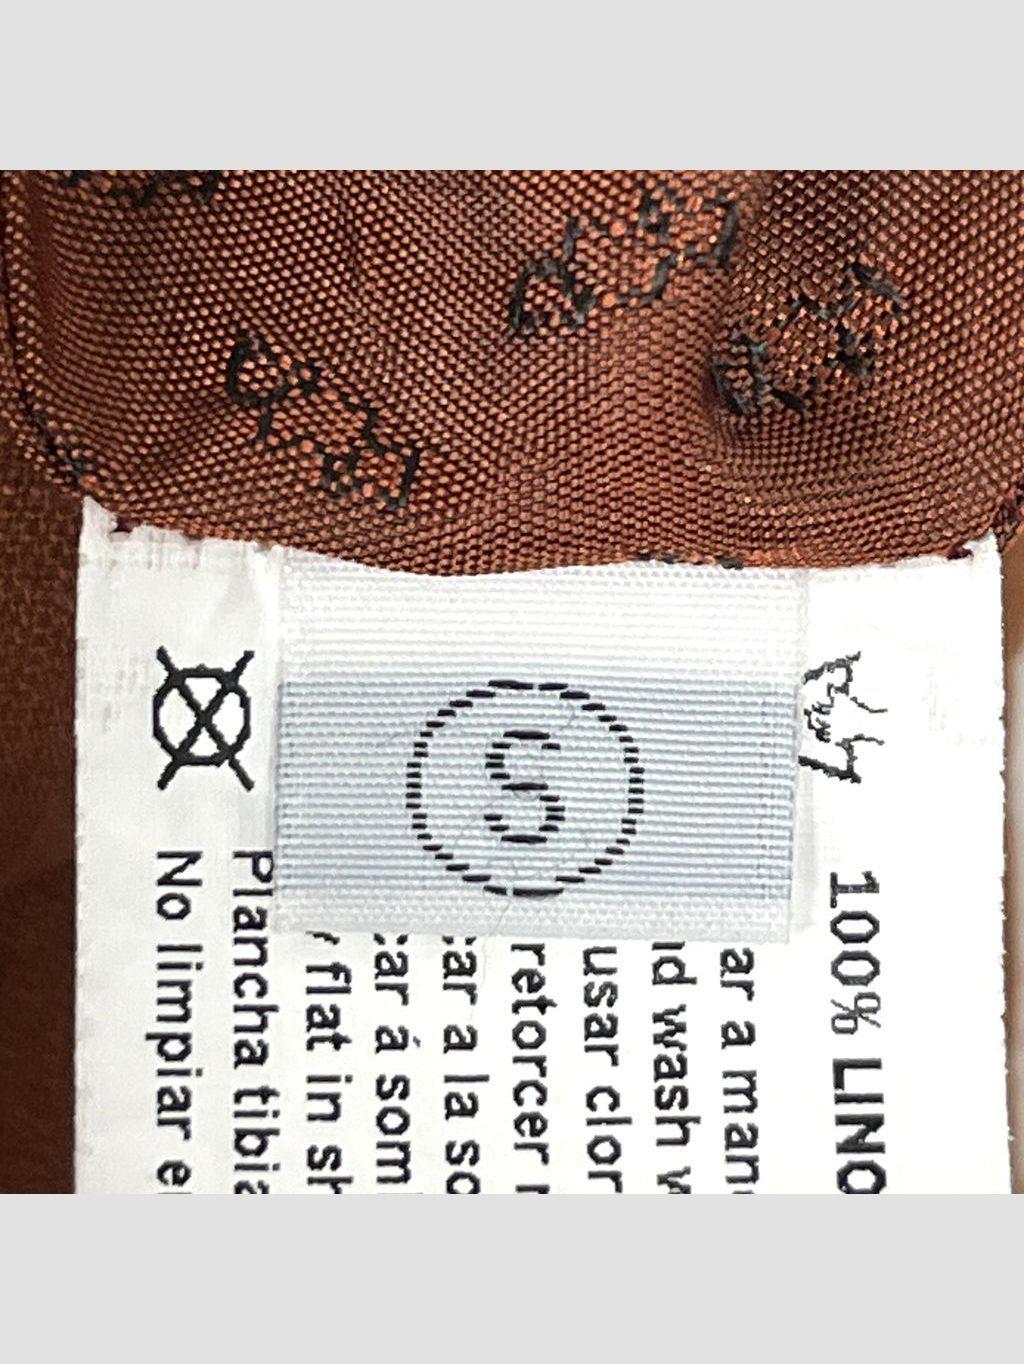 S
100% LINO
ar a man
nd wash
usar clor
retorcer
car a la so
car á som
flat in sh
Plancha tibia
No limpiar e